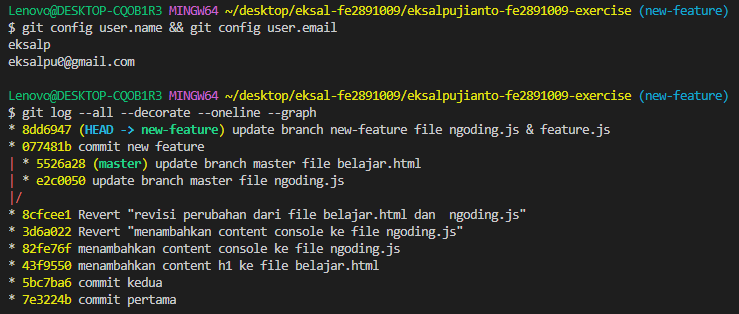 Lenovo@DESKTOP-CQOB1R3 MINGW64 ~/desktop/eksal-fe2891009/eksalpujianto-fe2891009-exercise (new-feature)
$ git config user.name && git config user.email
eksalp
eksalpu0@gmail.com
Lenovo@DESKTOP-CQOB1R3 MINGW64 ~/desktop/eksal-fe2891009/eksalpujianto-fe2891009-exercise (new-feature)
$ git log --all --decorate --oneline --graph
* 8dd6947 (HEAD -> new-feature) update branch new-feature file ngoding.js & feature.js
* 077481b commit new feature
| * 5526a28 (master) update branch master file belajar.html
| * e2c0050 update branch master file ngoding.js
|/
* 8cfcee1 Revert "revisi perubahan dari file belajar.html dan  ngoding.js"
* 3d6a022 Revert "menambahkan content console ke file ngoding.js"
* 82fe76f menambahkan content console ke file ngoding.js
* 43f9550 menambahkan content h1 ke file belajar.html
* 5bc7ba6 commit kedua
* 7e3224b commit pertama